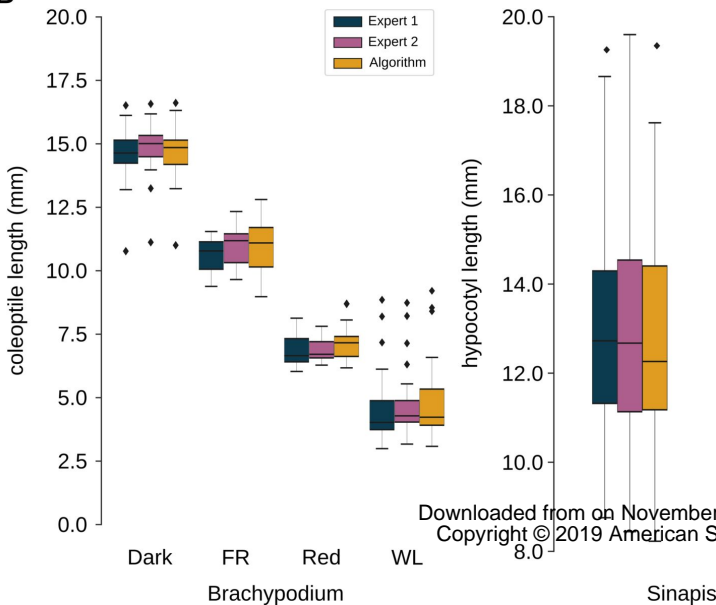 20.0
17.5
15.0
12.5
10.0
7.5
5.0
2.5
0.0
coleoptile length (mm)
Expert 1
Expert 2
Algorithm
Dark FR Red WL
Brachypodium
20.0
18.0
16.0
14.0
12.0
10.0
8.0
hypocotyl length (mm)
Downloaded from on November
Copyright © 2019 American S
Sinapis